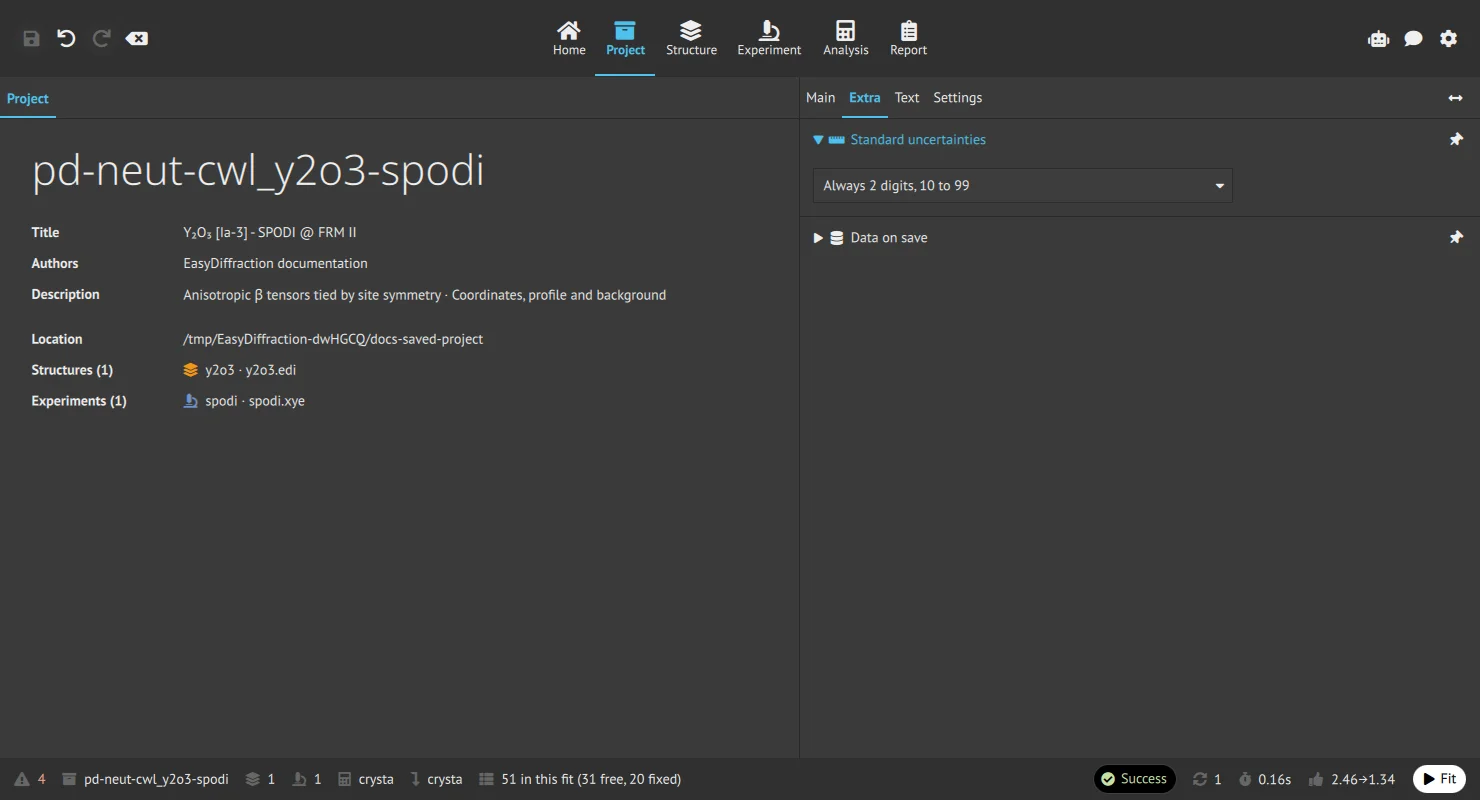 Home
Project
Structure
Experiment
Analysis
Report
Project
Main
Extra
Text
Settings
pd-neut-cwl_y2o3-spodi
Title
Y₂O₃ [Ia-3] - SPODI @ FRM II
Authors
EasyDiffraction documentation
Description
Anisotropic β tensors tied by site symmetry · Coordinates, profile and background
Location
/tmp/EasyDiffraction-dwHGCQ/docs-saved-project
Structures (1)
y2o3 · y2o3.edi
Experiments (1)
spodi · spodi.xye
Standard uncertainties
Always 2 digits, 10 to 99
Data on save
4
pd-neut-cwl_y2o3-spodi
1
1
crysta
crysta
51 in this fit (31 free, 20 fixed)
Success
1
0.16s
2.46→1.34
Fit